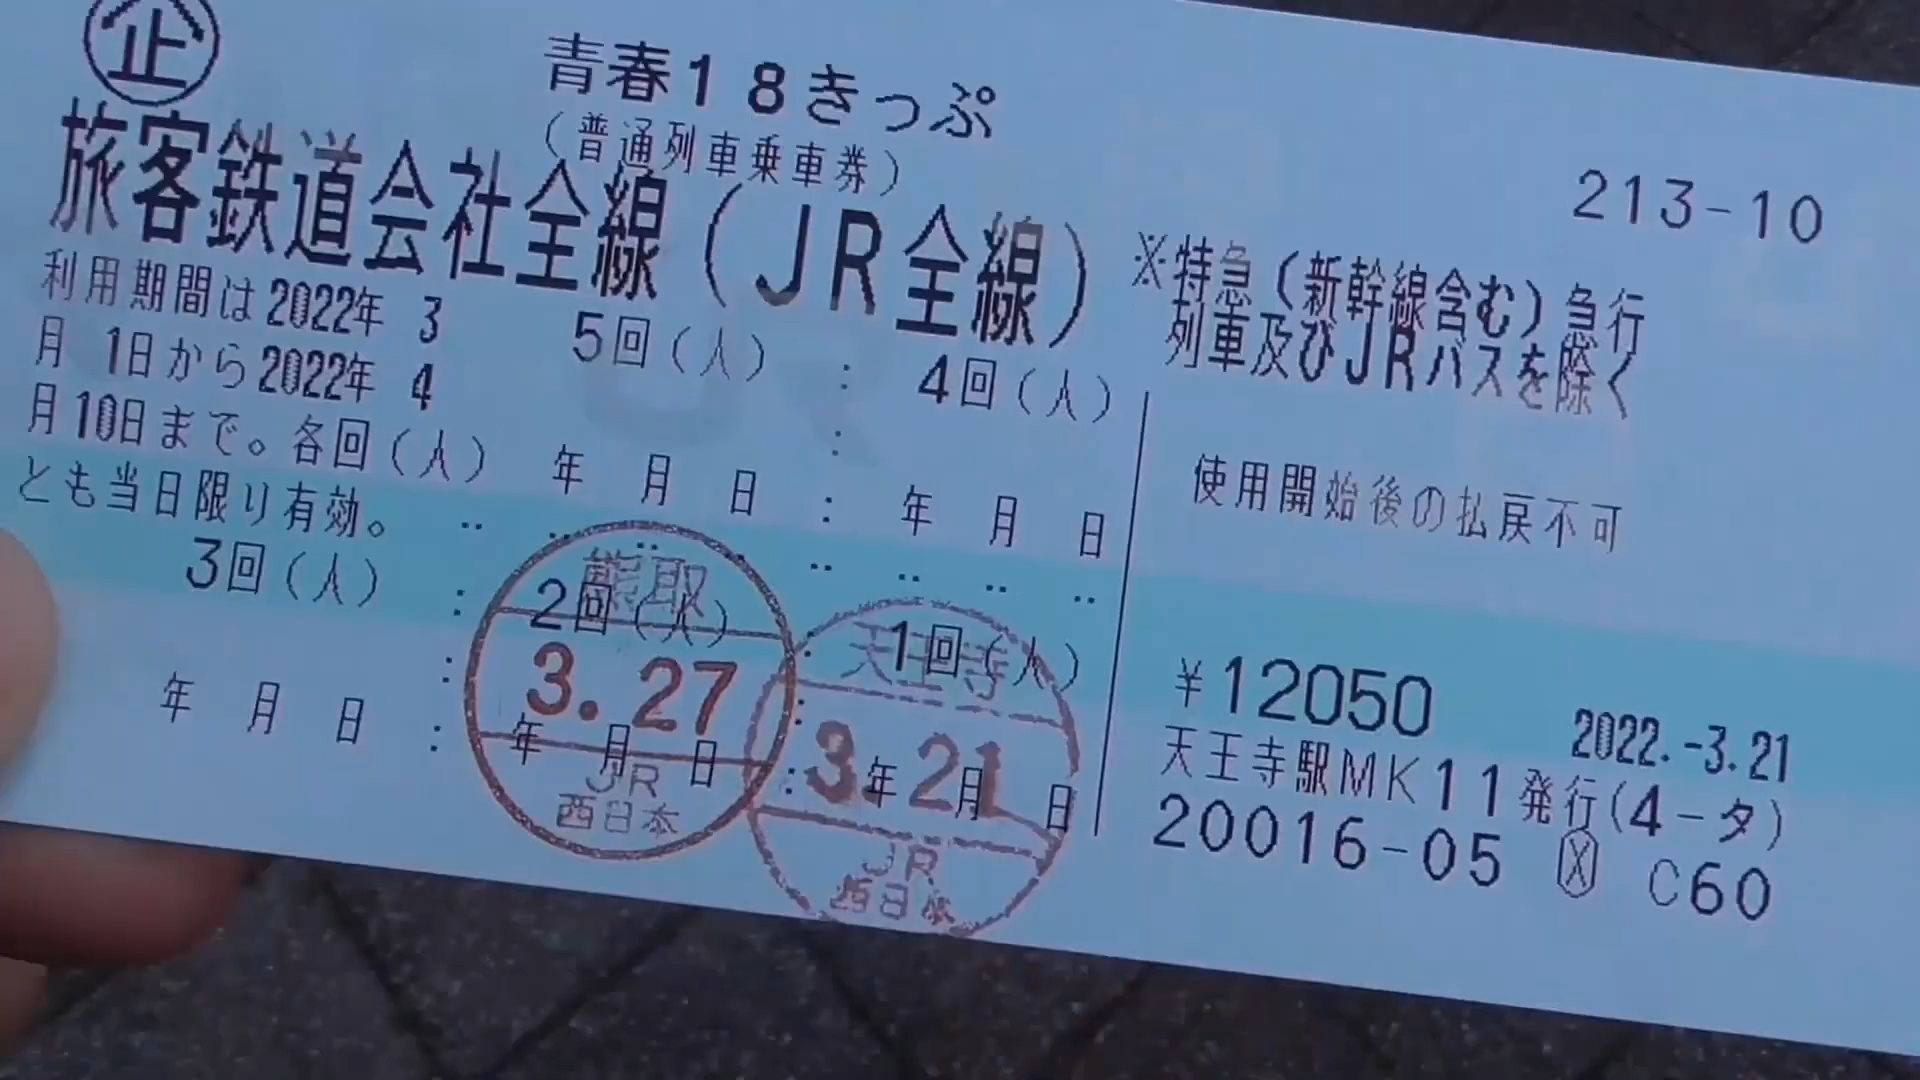 企
青春18きっぷ
(普通列車乗車券)
213-10
旅客鉄道会社全線(JR全線)
※特急(新幹線含む)急行
列車及びJRバスを除く
利用期間は2022年 3
月 1日から2022年 4
月10日まで。各回(人)
とも当日限り有効。
5回(人)
年 月 日
4回(人)
年 月 日
使用開始後の払戻不可
3回(人)
年 月 日
2回(人)
年 月 日
熊取
3.27
JR
西日本
1回(人)
年 月 日
天王寺
3. 21
JR
西日本
¥12050
2022.-3.21
天王寺駅MK11発行(4-タ)
20016-05 X C60